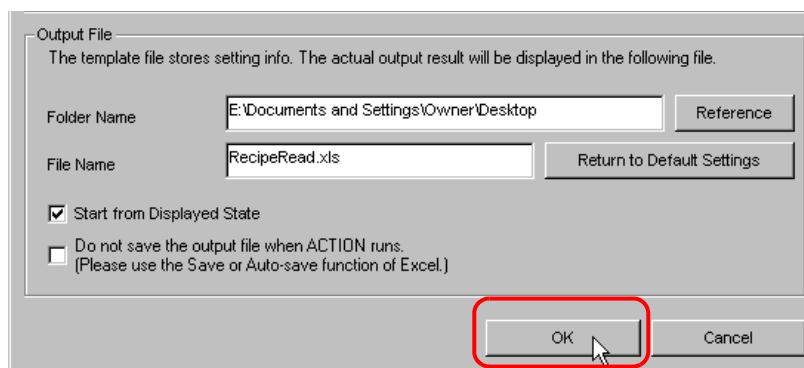 Output File
The template file stores setting info. The actual output result will be displayed in the following file.
Folder Name
E:\Documents and Settings\Owner\Desktop
Reference
File Name
RecipeRead.xls
Return to Default Settings
Start from Displayed State
Do not save the output file when ACTION runs.
(Please use the Save or Auto-save function of Excel.)
OK
Cancel